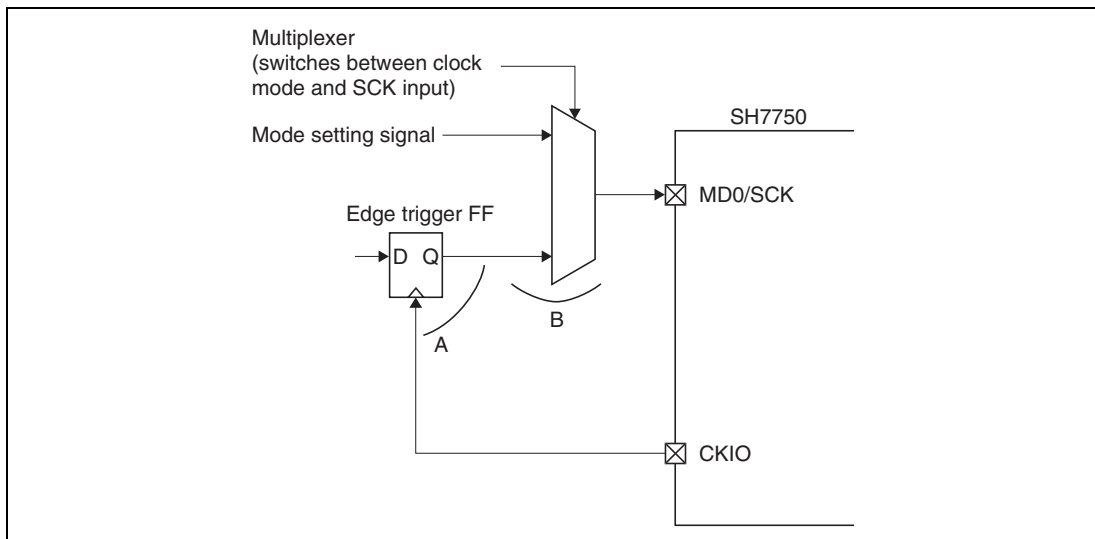 Multiplexer
(switches between clock
mode and SCK input)
SH7750
Mode setting signal
MD0/SCK
Edge trigger FF
D Q
B
A
CKIO